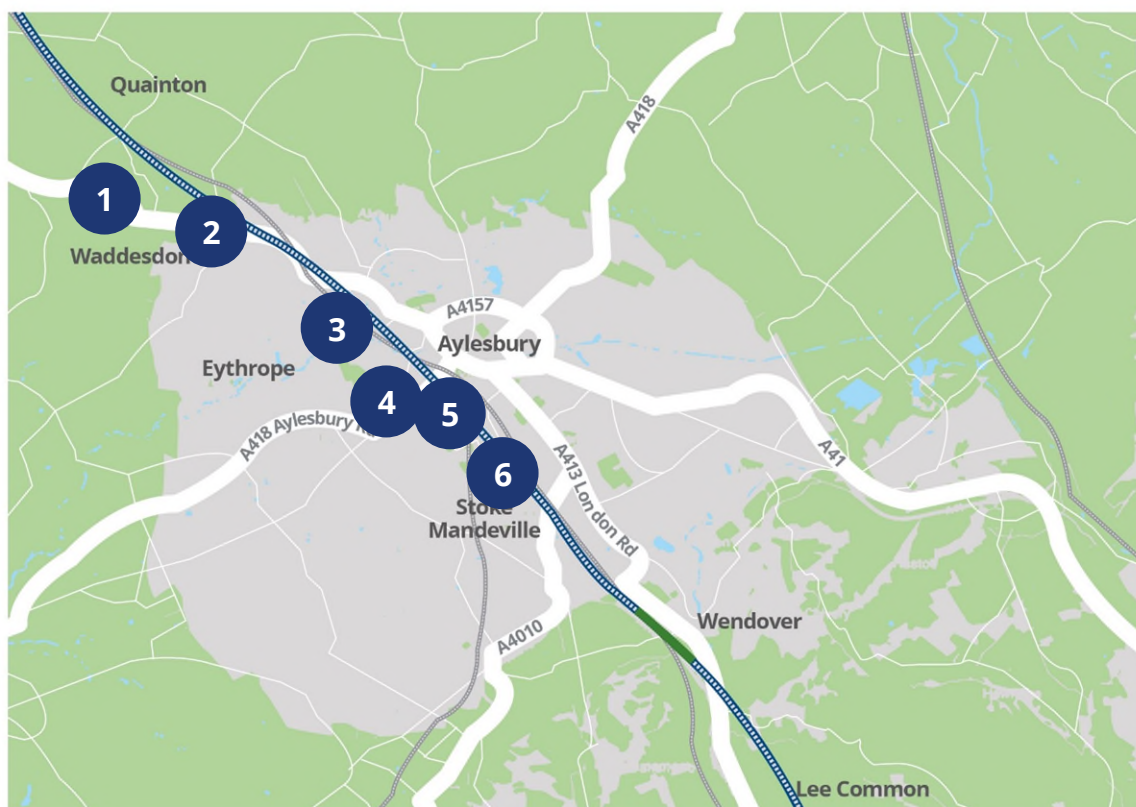 Quainton
A418
1
2
Waddesdon
A4157
3
Aylesbury
Eythrope
4
5
A418 Aylesbury
6
A413 London Rd
A41
Stoke
Mandeville
Wendover
A4010
Lee Common